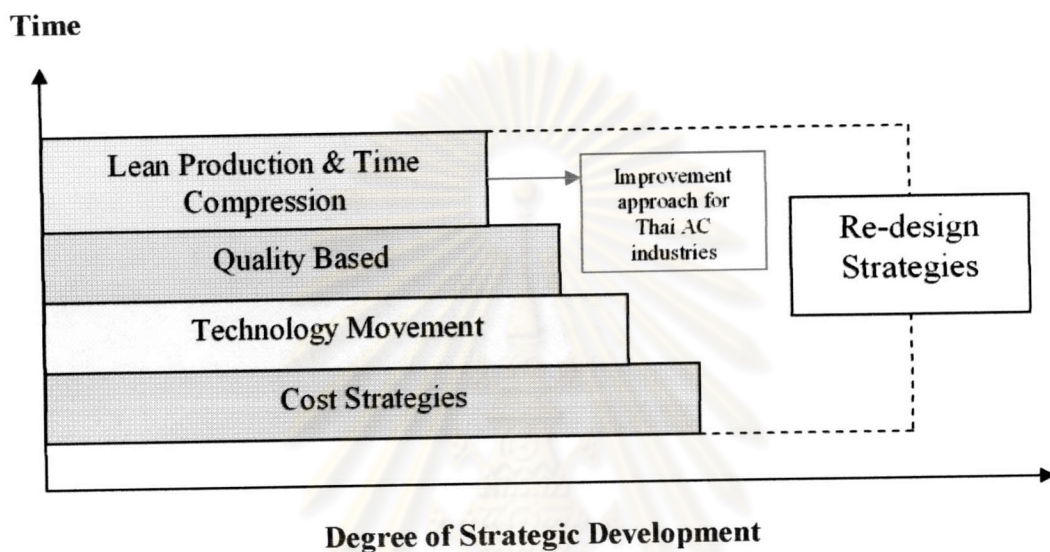 Time
Lean Production & Time
Compression
Improvement
approach for
Thai AC
industries
Re-design
Strategies
Quality Based
Technology Movement
Cost Strategies
Degree of Strategic Development